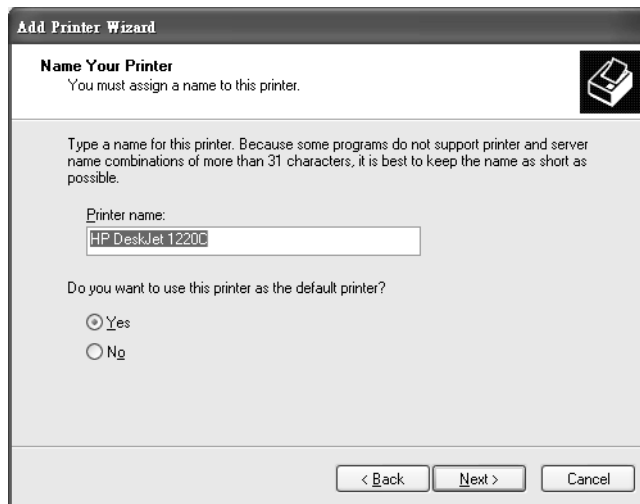 Add Printer Wizard
Name Your Printer
You must assign a name to this printer.
Type a name for this printer. Because some programs do not support printer and server
name combinations of more than 31 characters, it is best to keep the name as short as
possible.
Printer name:
HP DeskJet 1220C
Do you want to use this printer as the default printer?
Yes
No
< Back
Next >
Cancel